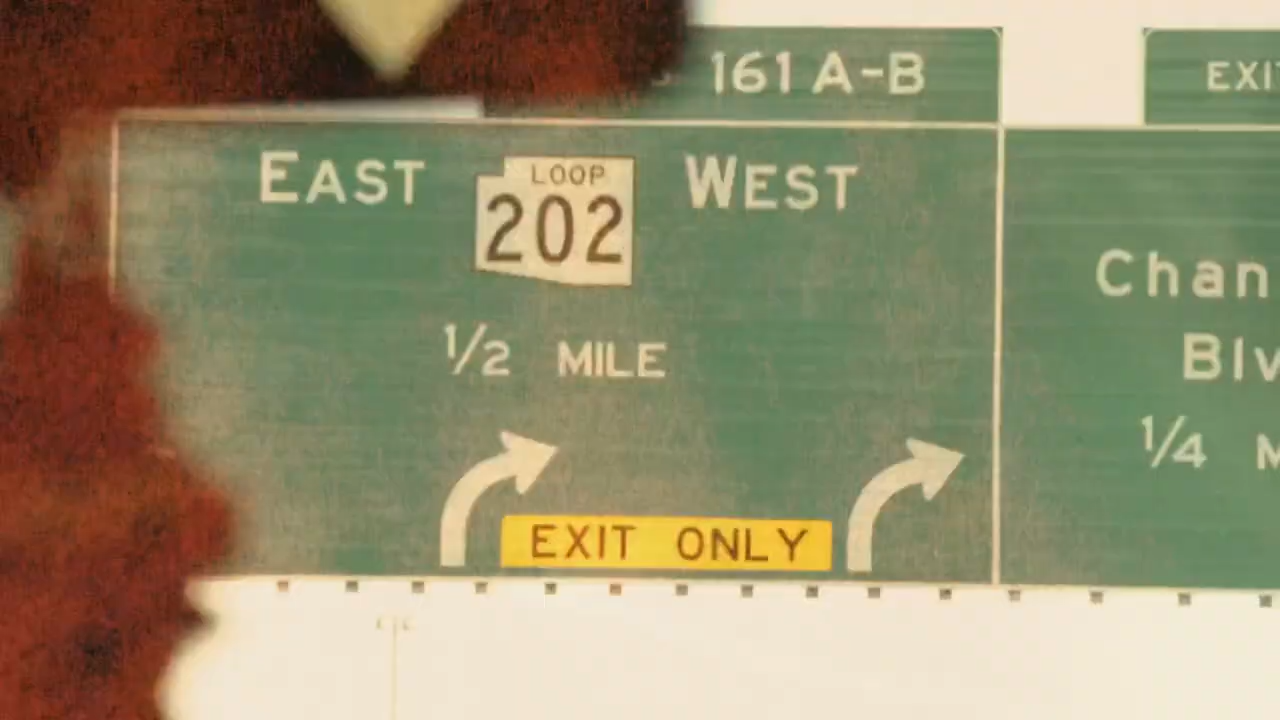 161 A-B
EAST LOOP 202 WEST
1/2 MILE
EXIT ONLY
EXIT
Chan
Blv
1/4 M